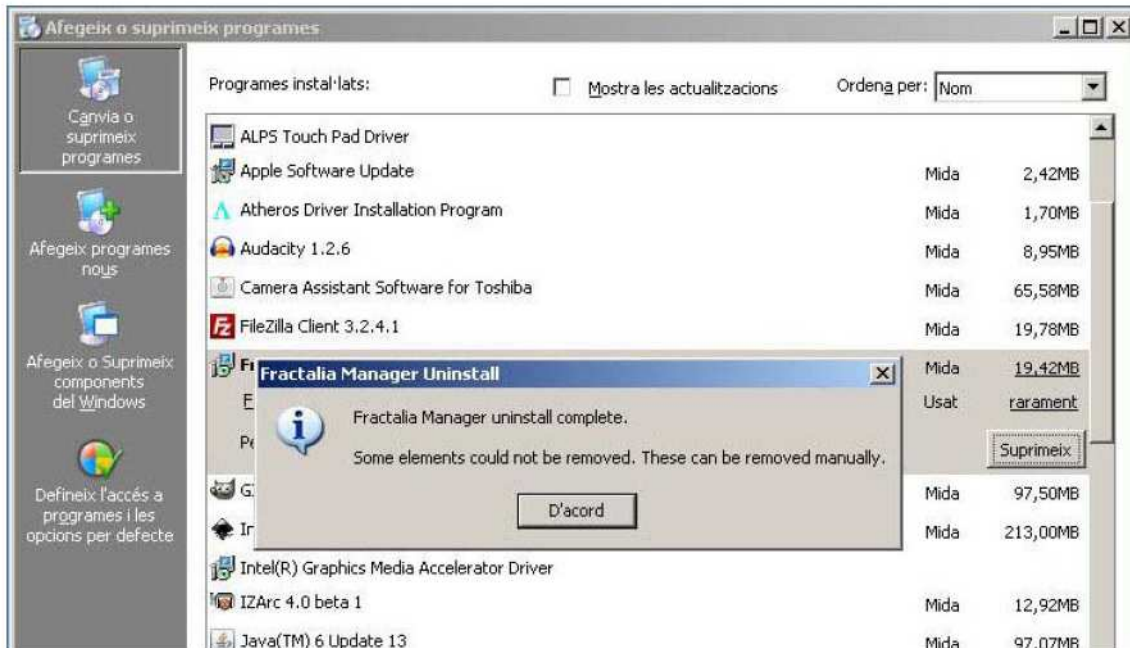 Afegeix o suprimeix programes
Canvia o
suprimeix
programes
Afegeix programes
nous
Afegeix o Suprimeix
components
del Windows
Defineix l'accés a
programes i les
opcions per defecte
Programes instal·lats:
Mostra les actualitzacions
Ordena per: Nom
ALPS Touch Pad Driver
Apple Software Update Mida 2,42MB
Atheros Driver Installation Program Mida 1,70MB
Audacity 1.2.6 Mida 8,95MB
Camera Assistant Software for Toshiba Mida 65,58MB
FileZilla Client 3.2.4.1 Mida 19,78MB
Mida 19,42MB
Usat rarament
Suprimeix
Fractalia Manager Uninstall
Fractalia Manager uninstall complete.
Some elements could not be removed. These can be removed manually.
D'acord
Mida 97,50MB
Mida 213,00MB
Intel(R) Graphics Media Accelerator Driver
IZArc 4.0 beta 1 Mida 12,92MB
Java(TM) 6 Update 13 Mida 97,07MB